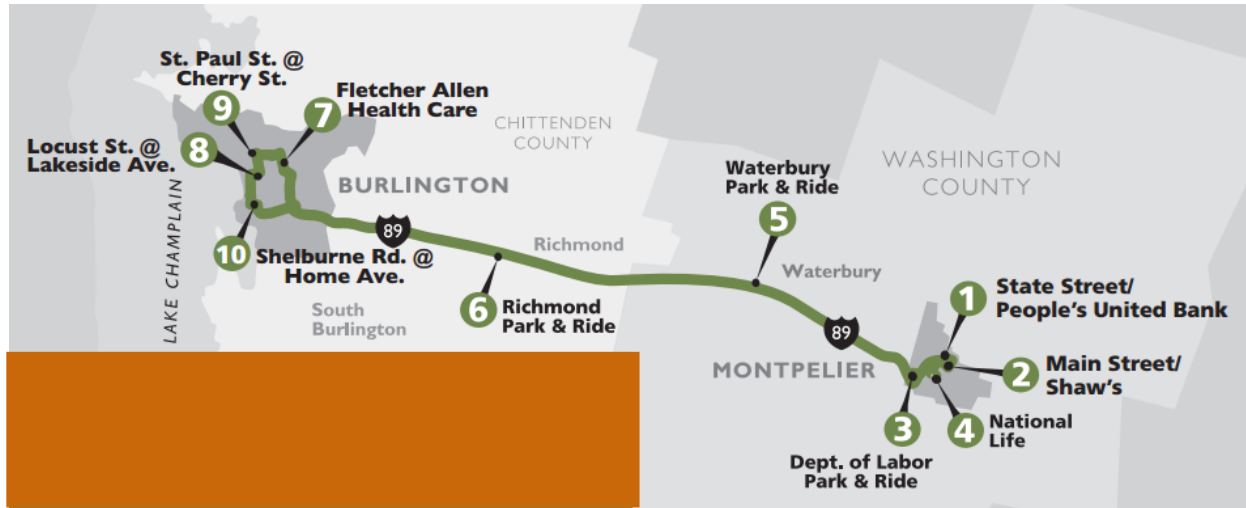 St. Paul St. @
Cherry St.
9
Fletcher Allen
Health Care
7
Locust St. @
Lakeside Ave.
8
CHITTENDEN
COUNTY
BURLINGTON
LAKE CHAMPLAIN
10
Shelburne Rd. @
Home Ave.
89
South
Burlington
Richmond
6
Richmond
Park & Ride
Waterbury
Park & Ride
5
Waterbury
WASHINGTON
COUNTY
89
MONTPELIER
1
State Street/
People's United Bank
2
Main Street/
Shaw's
3
Dept. of Labor
Park & Ride
4
National
Life